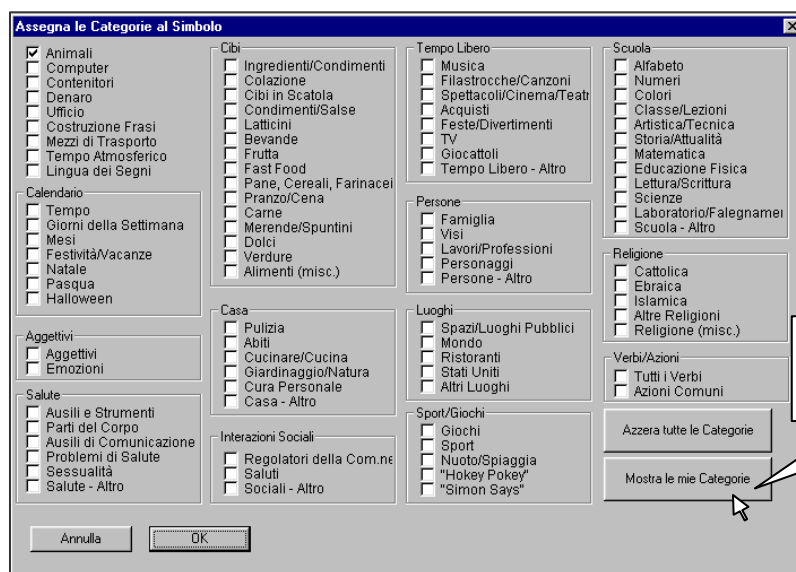 Assegna le Categorie al Simbolo
Animali
Computer
Contenitori
Denaro
Ufficio
Costruzione Frasi
Mezzi di Trasporto
Tempo Atmosferico
Lingua dei Segni
Calendario
Tempo
Giorni della Settimana
Mesi
Festività/Vacanze
Natale
Pasqua
Halloween
Aggettivi
Aggettivi
Emozioni
Salute
Ausili e Strumenti
Parti del Corpo
Ausili di Comunicazione
Problemi di Salute
Sessualità
Salute - Altro
Cibi
Ingredienti/Condimenti
Colazione
Cibi in Scatola
Condimenti/Salse
Latticini
Bevande
Frutta
Fast Food
Pane, Cereali, Farinacei
Pranzo/Cena
Carne
Merende/Spuntini
Dolci
Verdure
Alimenti (misc.)
Casa
Pulizia
Abiti
Cucinare/Cucina
Giardinaggio/Natura
Cura Personale
Casa - Altro
Interazioni Sociali
Regolatori della Com.ne
Saluti
Sociali - Altro
Tempo Libero
Musica
Filastrocche/Canzoni
Spettacoli/Cinema/Teatr
Acquisti
Feste/Divertimenti
TV
Giocattoli
Tempo Libero - Altro
Persone
Famiglia
Visi
Lavori/Professioni
Personaggi
Persone - Altro
Luoghi
Spazi/Luoghi Pubblici
Mondo
Ristoranti
Stati Uniti
Altri Luoghi
Sport/Giochi
Giochi
Sport
Nuoto/Spiaggia
"Hokey Pokey"
"Simon Says"
Scuola
Alfabeto
Numeri
Colori
Classe/Lezioni
Artistica/Tecnica
Storia/Attualità
Matematica
Educazione Fisica
Lettura/Scrittura
Scienze
Laboratorio/Falegnamer
Scuola - Altro
Religione
Cattolica
Ebraica
Islamica
Altre Religioni
Religione (misc.)
Verbi/Azioni
Tutti i Verbi
Azioni Comuni
Azzera tutte le Categorie
Mostra le mie Categorie
Annulla
OK